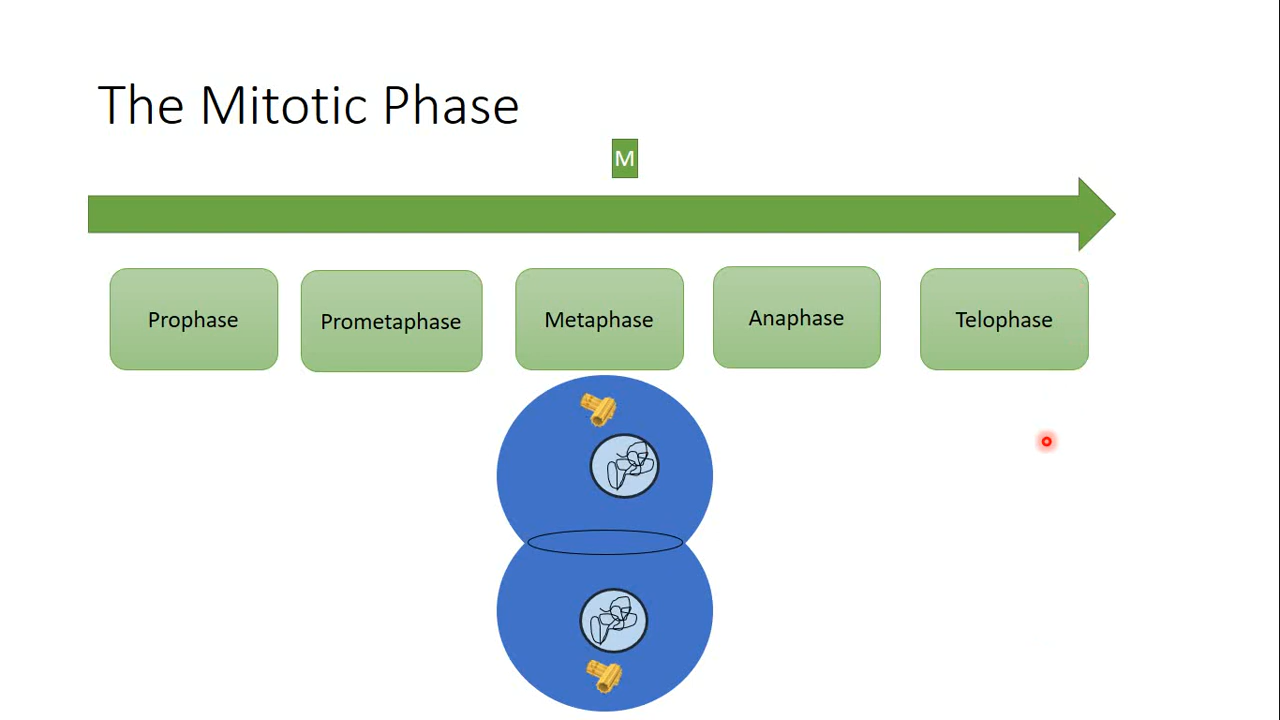 The Mitotic Phase
M
Prophase
Prometaphase
Metaphase
Anaphase
Telophase